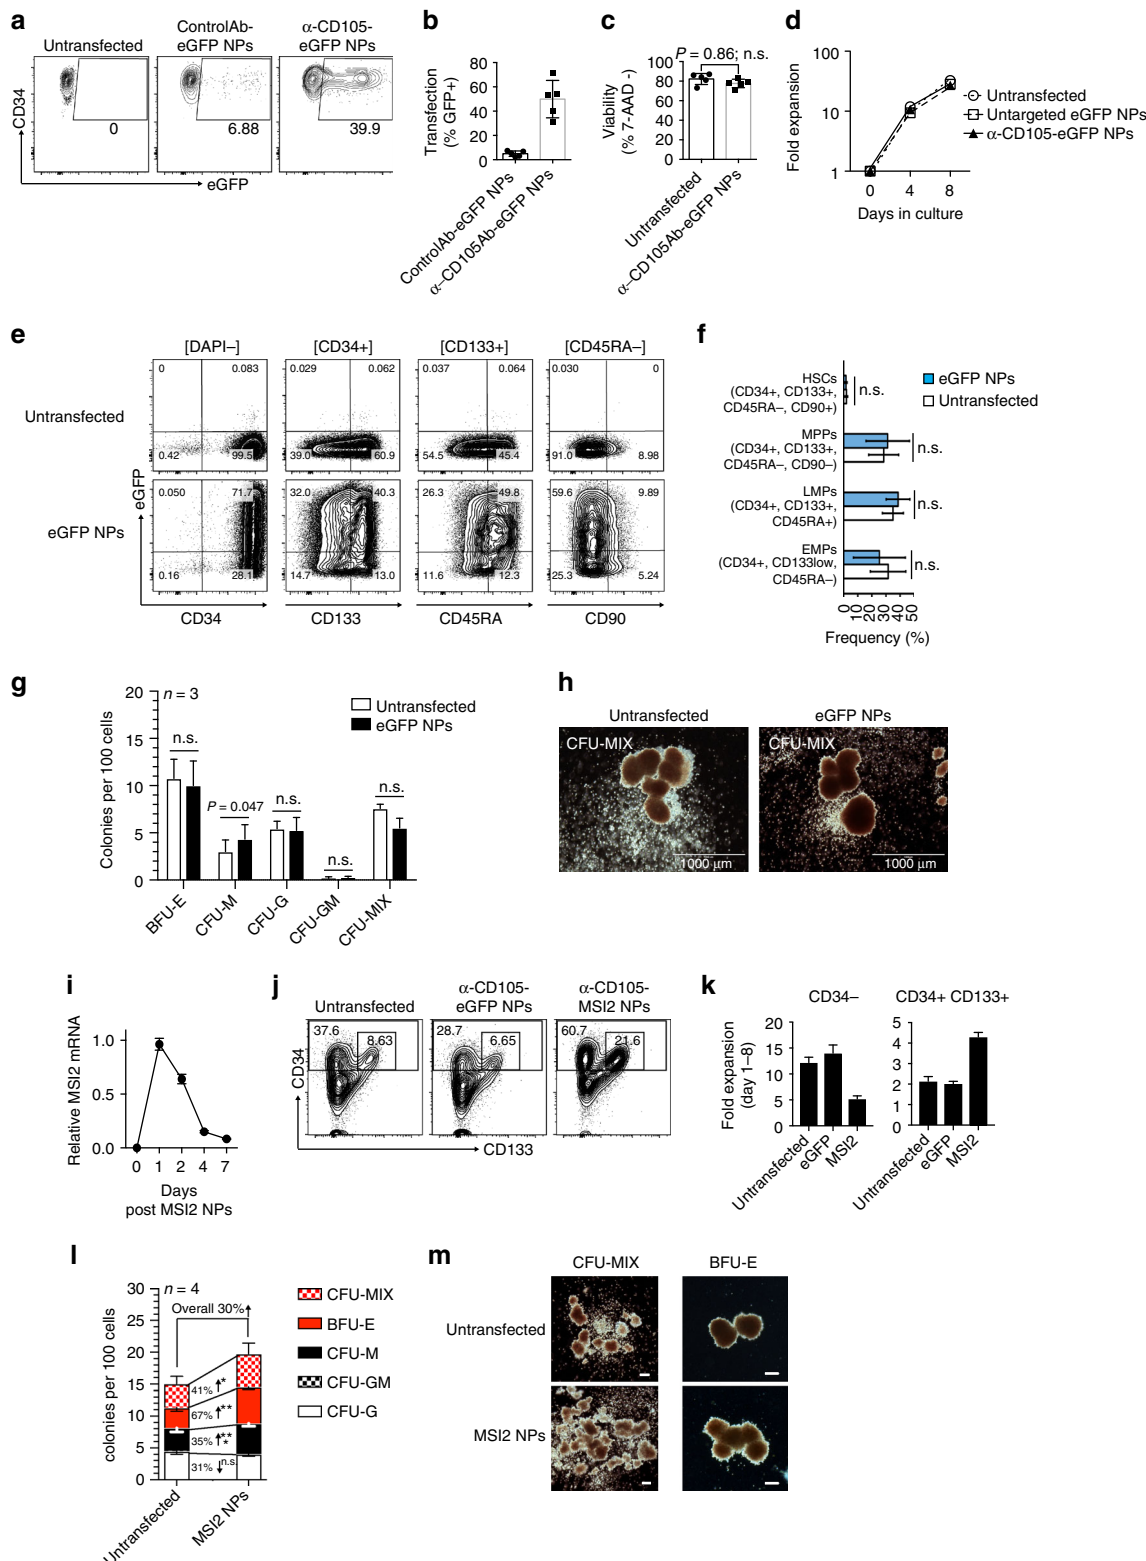 a
Untransfected
ControlAb-
eGFP NPs
α-CD105-
eGFP NPs
CD34
0
6.88
39.9
eGFP
b
Transfection
(% GFP+)
80
60
40
20
0
ControlAb-eGFP NPs
α–CD105Ab-eGFP NPs
c
P = 0.86; n.s.
Viability
(% 7-AAD -)
100
80
60
40
20
0
Untransfected
α–CD105Ab-eGFP NPs
d
Fold expansion
100
10
1
0 4 8
Days in culture
Untransfected
Untargeted eGFP NPs
α-CD105-eGFP NPs
e
[DAPI–]
[CD34+]
[CD133+]
[CD45RA–]
Untransfected
0 0.083
0.42 99.5
0.029 0.062
39.0 60.9
0.037 0.064
54.5 45.4
0.030 0
91.0 8.98
eGFP
eGFP NPs
0.050 71.7
0.16 28.1
32.0 40.3
14.7 13.0
26.3 49.8
11.6 12.3
59.6 9.89
25.3 5.24
CD34
CD133
CD45RA
CD90
f
eGFP NPs
Untransfected
HSCs
(CD34+, CD133+,
CD45RA–, CD90+)
n.s.
MPPs
(CD34+, CD133+,
CD45RA–, CD90–)
n.s.
LMPs
(CD34+, CD133+,
CD45RA+)
n.s.
EMPs
(CD34+, CD133low,
CD45RA–)
n.s.
0 10 20 30 40 50
Frequency (%)
g
n = 3
Colonies per 100 cells
20
15
10
5
0
Untransfected
eGFP NPs
n.s.
P = 0.047
n.s.
n.s.
n.s.
BFU-E
CFU-M
CFU-G
CFU-GM
CFU-MIX
h
Untransfected
eGFP NPs
CFU-MIX
CFU-MIX
1000 μm
1000 μm
i
Relative MSI2 mRNA
1.0
0.5
0.0
0 1 2 4 7
Days
post MSI2 NPs
j
Untransfected
α-CD105-
eGFP NPs
α-CD105-
MSI2 NPs
CD34
37.6
8.63
28.7
6.65
60.7
21.6
CD133
k
CD34–
CD34+ CD133+
Fold expansion
(day 1–8)
20
15
10
5
0
Untransfected
eGFP
MSI2
5
4
3
2
1
0
Untransfected
eGFP
MSI2
l
n = 4
Overall 30%
colonies per 100 cells
30
25
20
15
10
5
0
41% *
67% **
35% **
*
31% n.s.
Untransfected
MSI2 NPs
CFU-MIX
BFU-E
CFU-M
CFU-GM
CFU-G
m
CFU-MIX
BFU-E
Untransfected
MSI2 NPs